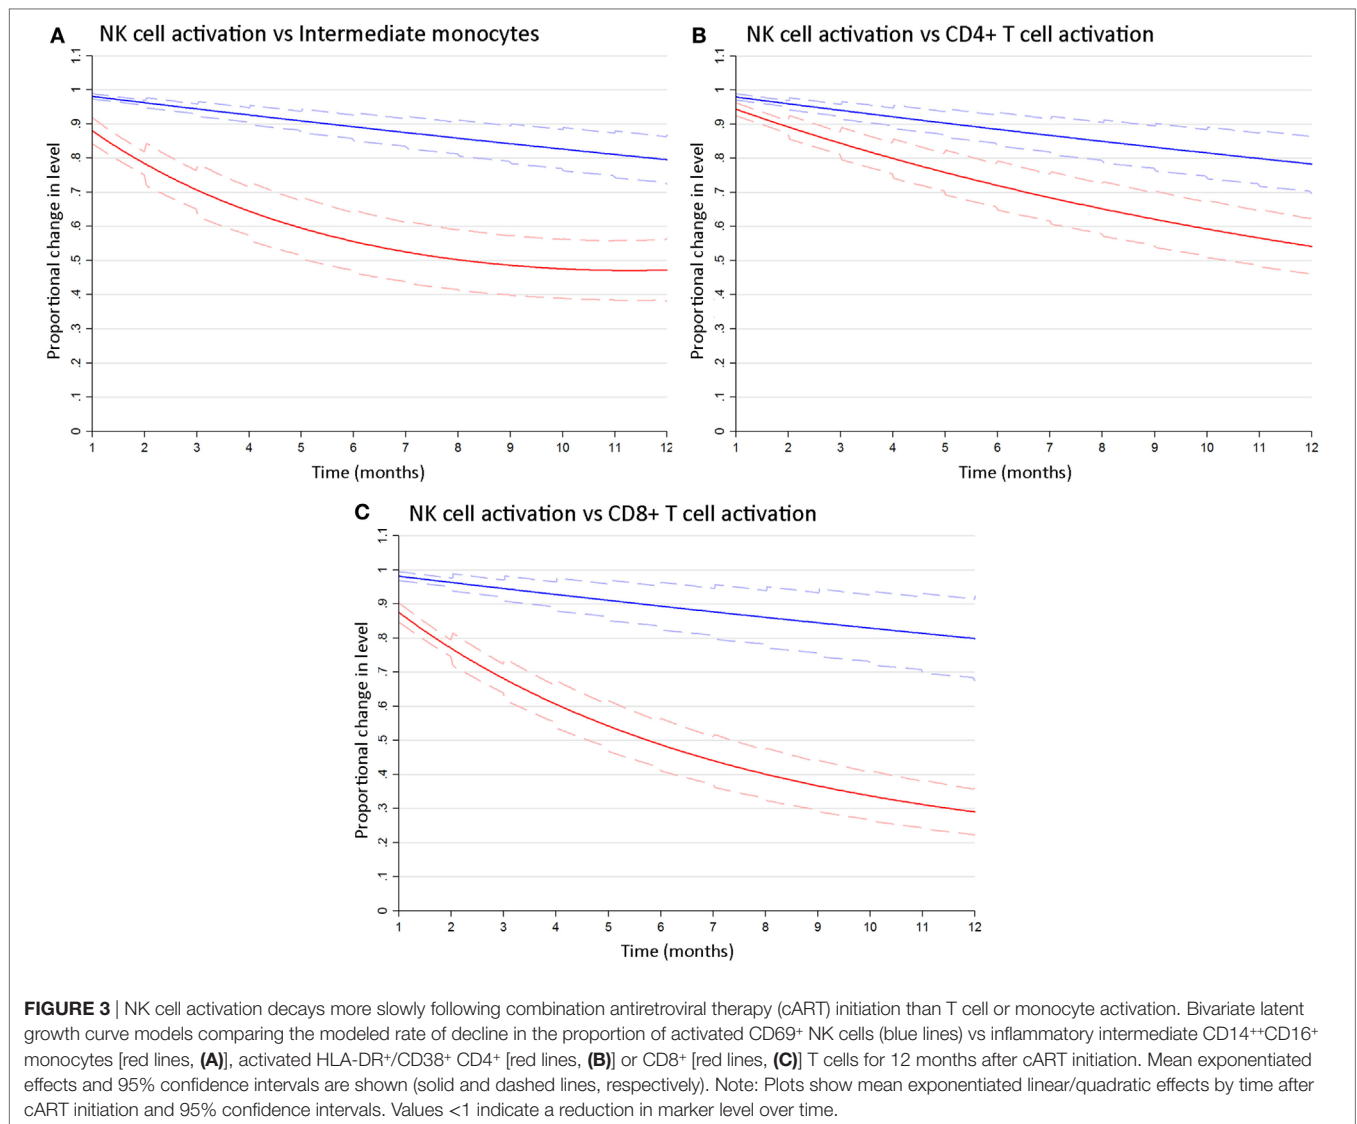 A NK cell activation vs Intermediate monocytes
Proportional change in level
1.1
1
.9
.8
.7
.6
.5
.4
.3
.2
.1
0
1 2 3 4 5 6 7 8 9 10 11 12
Time (months)
B NK cell activation vs CD4+ T cell activation
Proportional change in level
1.1
1
.9
.8
.7
.6
.5
.4
.3
.2
.1
0
1 2 3 4 5 6 7 8 9 10 11 12
Time (months)
C NK cell activation vs CD8+ T cell activation
Proportional change in level
1.1
1
.9
.8
.7
.6
.5
.4
.3
.2
.1
0
1 2 3 4 5 6 7 8 9 10 11 12
Time (months)
FIGURE 3 | NK cell activation decays more slowly following combination antiretroviral therapy (cART) initiation than T cell or monocyte activation. Bivariate latent
growth curve models comparing the modeled rate of decline in the proportion of activated CD69⁺ NK cells (blue lines) vs inflammatory intermediate CD14⁺⁺CD16⁺
monocytes [red lines, (A)], activated HLA-DR⁺/CD38⁺ CD4⁺ [red lines, (B)] or CD8⁺ [red lines, (C)] T cells for 12 months after cART initiation. Mean exponentiated
effects and 95% confidence intervals are shown (solid and dashed lines, respectively). Note: Plots show mean exponentiated linear/quadratic effects by time after
cART initiation and 95% confidence intervals. Values <1 indicate a reduction in marker level over time.